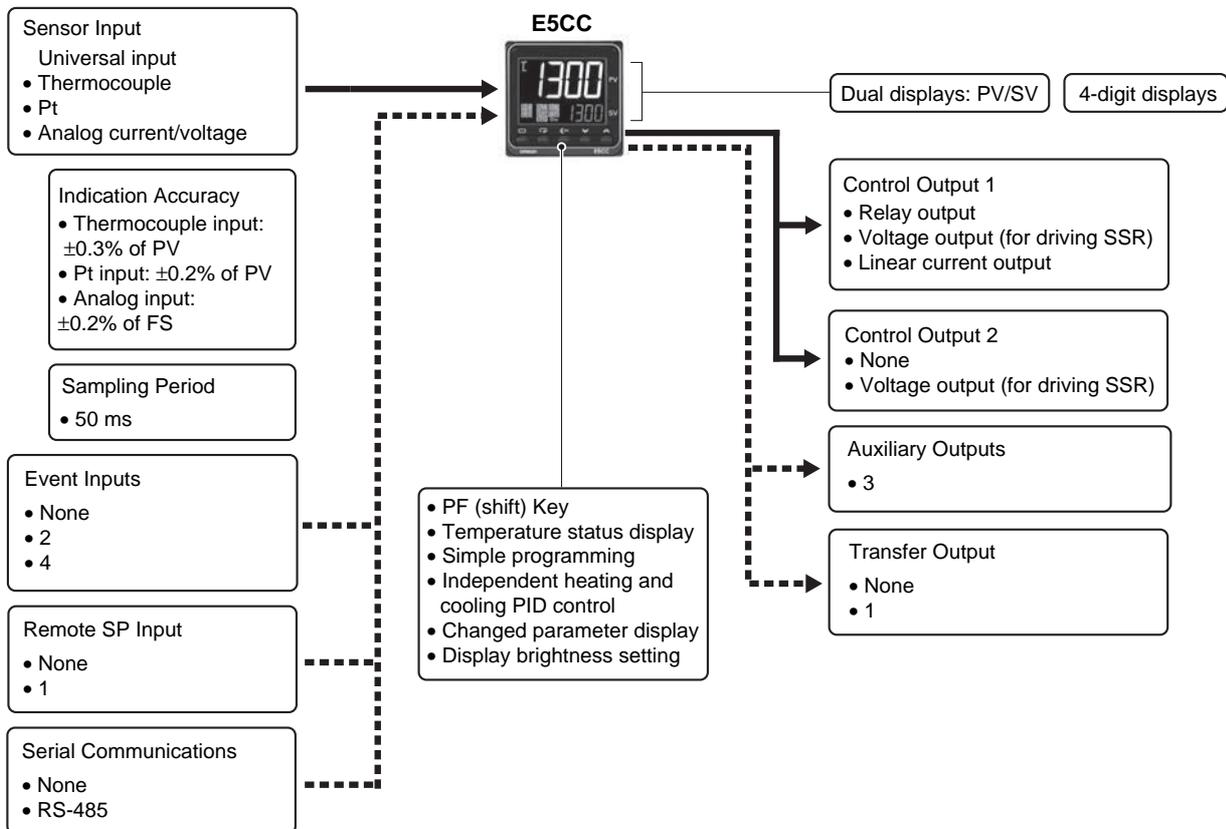 E5CC
Sensor Input
Universal input
• Thermocouple
• Pt
• Analog current/voltage
Indication Accuracy
• Thermocouple input:
±0.3% of PV
• Pt input: ±0.2% of PV
• Analog input:
±0.2% of FS
Sampling Period
• 50 ms
Event Inputs
• None
• 2
• 4
Remote SP Input
• None
• 1
Serial Communications
• None
• RS-485
1300
PV
1300
SV
OMRON
E5CC
• PF (shift) Key
• Temperature status display
• Simple programming
• Independent heating and
cooling PID control
• Changed parameter display
• Display brightness setting
Dual displays: PV/SV
4-digit displays
Control Output 1
• Relay output
• Voltage output (for driving SSR)
• Linear current output
Control Output 2
• None
• Voltage output (for driving SSR)
Auxiliary Outputs
• 3
Transfer Output
• None
• 1